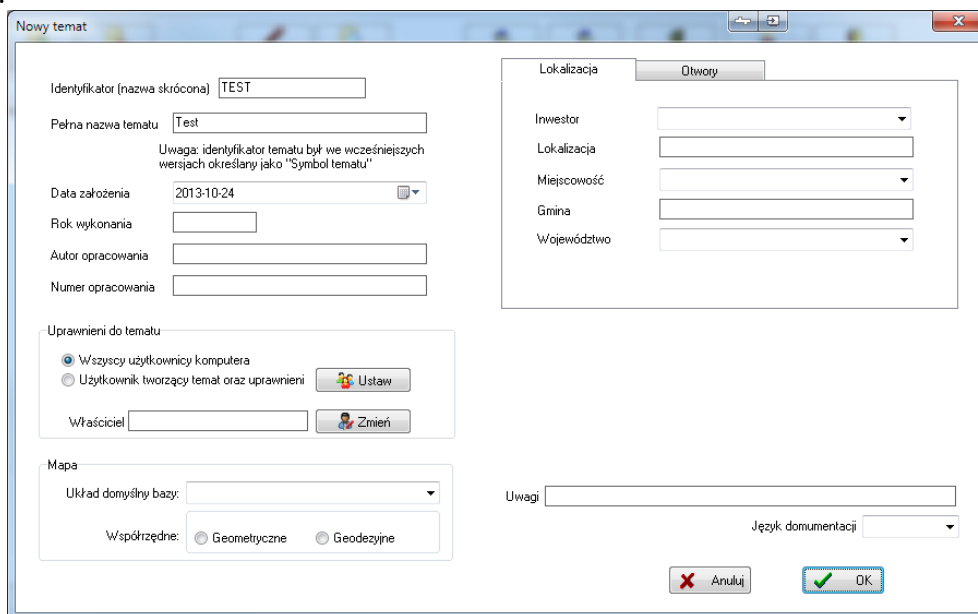 Nowy temat
Identyfikator (nazwa skrócona) TEST
Pełna nazwa tematu Test
Uwaga: identyfikator tematu był we wcześniejszych
wersjach określany jako "Symbol tematu"
Data założenia 2013-10-24
Rok wykonania
Autor opracowania
Numer opracowania
Uprawnieni do tematu
Wszyscy użytkownicy komputera
Użytkownik tworzący temat oraz uprawnieni Ustaw
Właściciel Zmień
Mapa
Układ domyślny bazy:
Współrzędne: Geometryczne Geodezyjne
Lokalizacja Otwory
Inwestor
Lokalizacja
Miejscowość
Gmina
Województwo
Uwagi
Język domumentacji
Anuluj OK